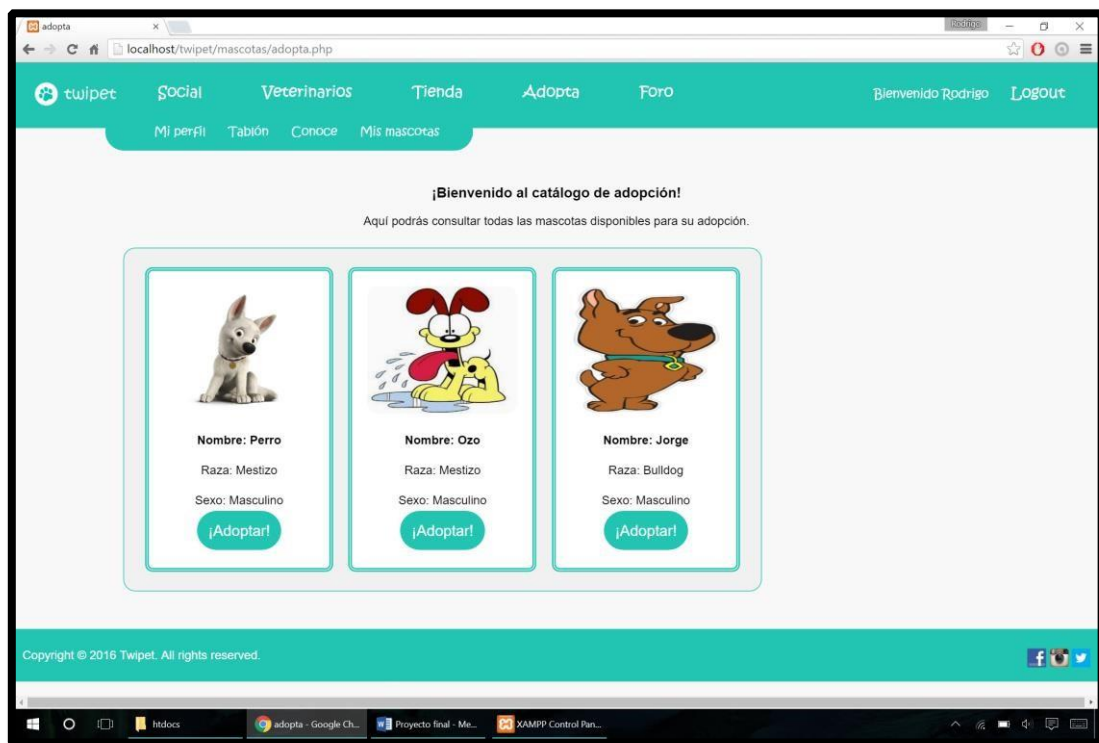 adopta
Rodrigo
localhost/twipet/mascotas/adopta.php
twipet Social Veterinarios Tienda Adopta Foro Bienvenido Rodrigo Logout
Mi perfil Tablón Conoce Mis mascotas
¡Bienvenido al catálogo de adopción!
Aquí podrás consultar todas las mascotas disponibles para su adopción.
Nombre: Perro
Raza: Mestizo
Sexo: Masculino
¡Adoptar!
Nombre: Ozo
Raza: Mestizo
Sexo: Masculino
¡Adoptar!
Nombre: Jorge
Raza: Bulldog
Sexo: Masculino
¡Adoptar!
Copyright © 2016 Twipet. All rights reserved.
htdocs adopta - Google Ch... Proyecto final - Me... XAMPP Control Pan...